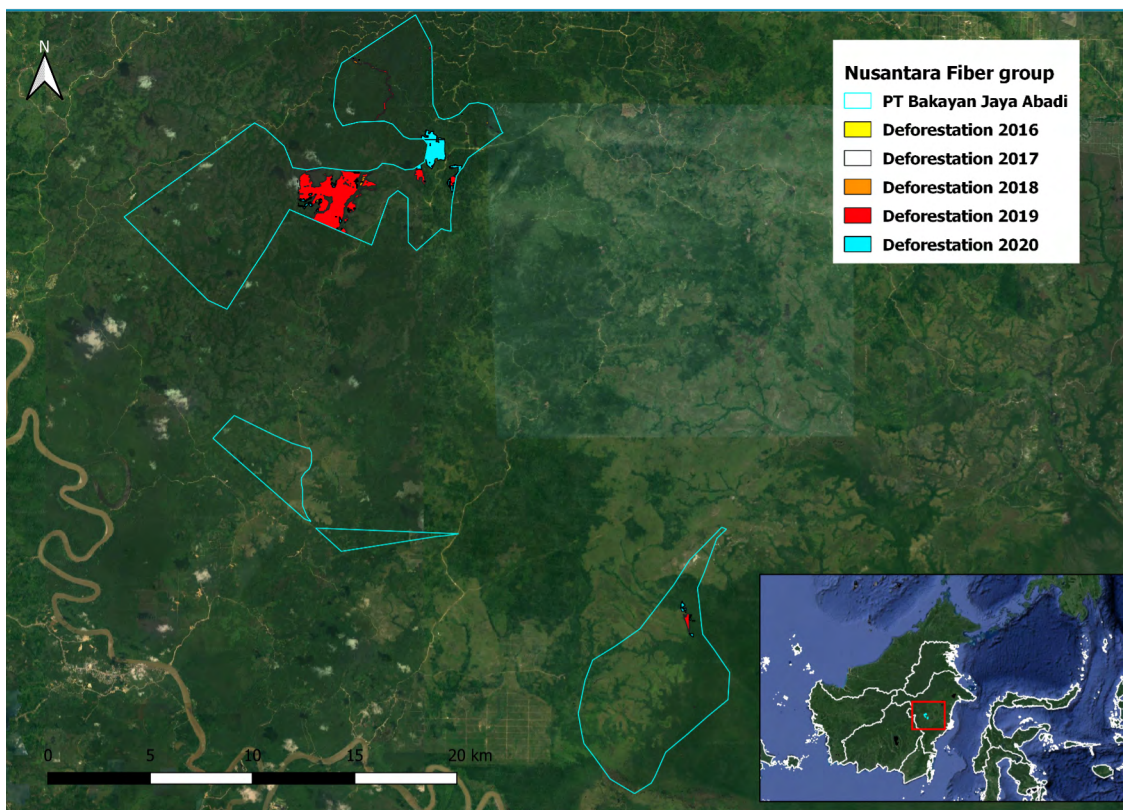 N
Nusantara Fiber group
PT Bakayan Jaya Abadi
Deforestation 2016
Deforestation 2017
Deforestation 2018
Deforestation 2019
Deforestation 2020
0 5 10 15 20 km